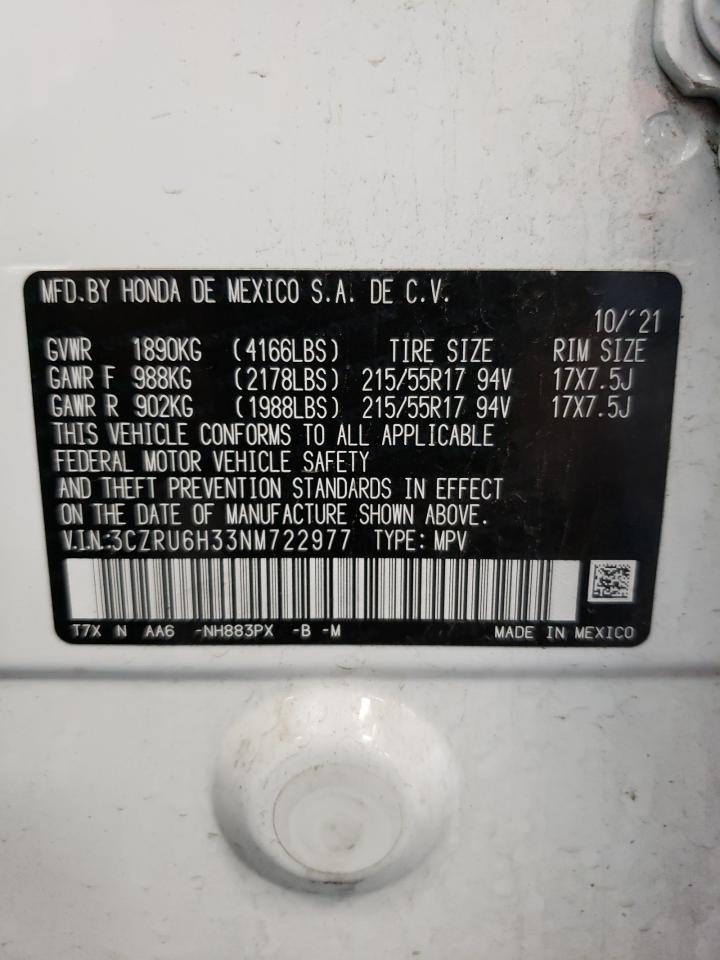 MFD.BY HONDA DE MEXICO S.A. DE C.V.
10/´21
GVWR 1890KG (4166LBS) TIRE SIZE RIM SIZE
GAWR F 988KG (2178LBS) 215/55R17 94V 17X7.5J
GAWR R 902KG (1988LBS) 215/55R17 94V 17X7.5J
THIS VEHICLE CONFORMS TO ALL APPLICABLE
FEDERAL MOTOR VEHICLE SAFETY
AND THEFT PREVENTION STANDARDS IN EFFECT
ON THE DATE OF MANUFACTURE SHOWN ABOVE.
V.I.N:3CZRU6H33NM722977 TYPE: MPV
T7X N AA6 -NH883PX -B -M MADE IN MEXICO